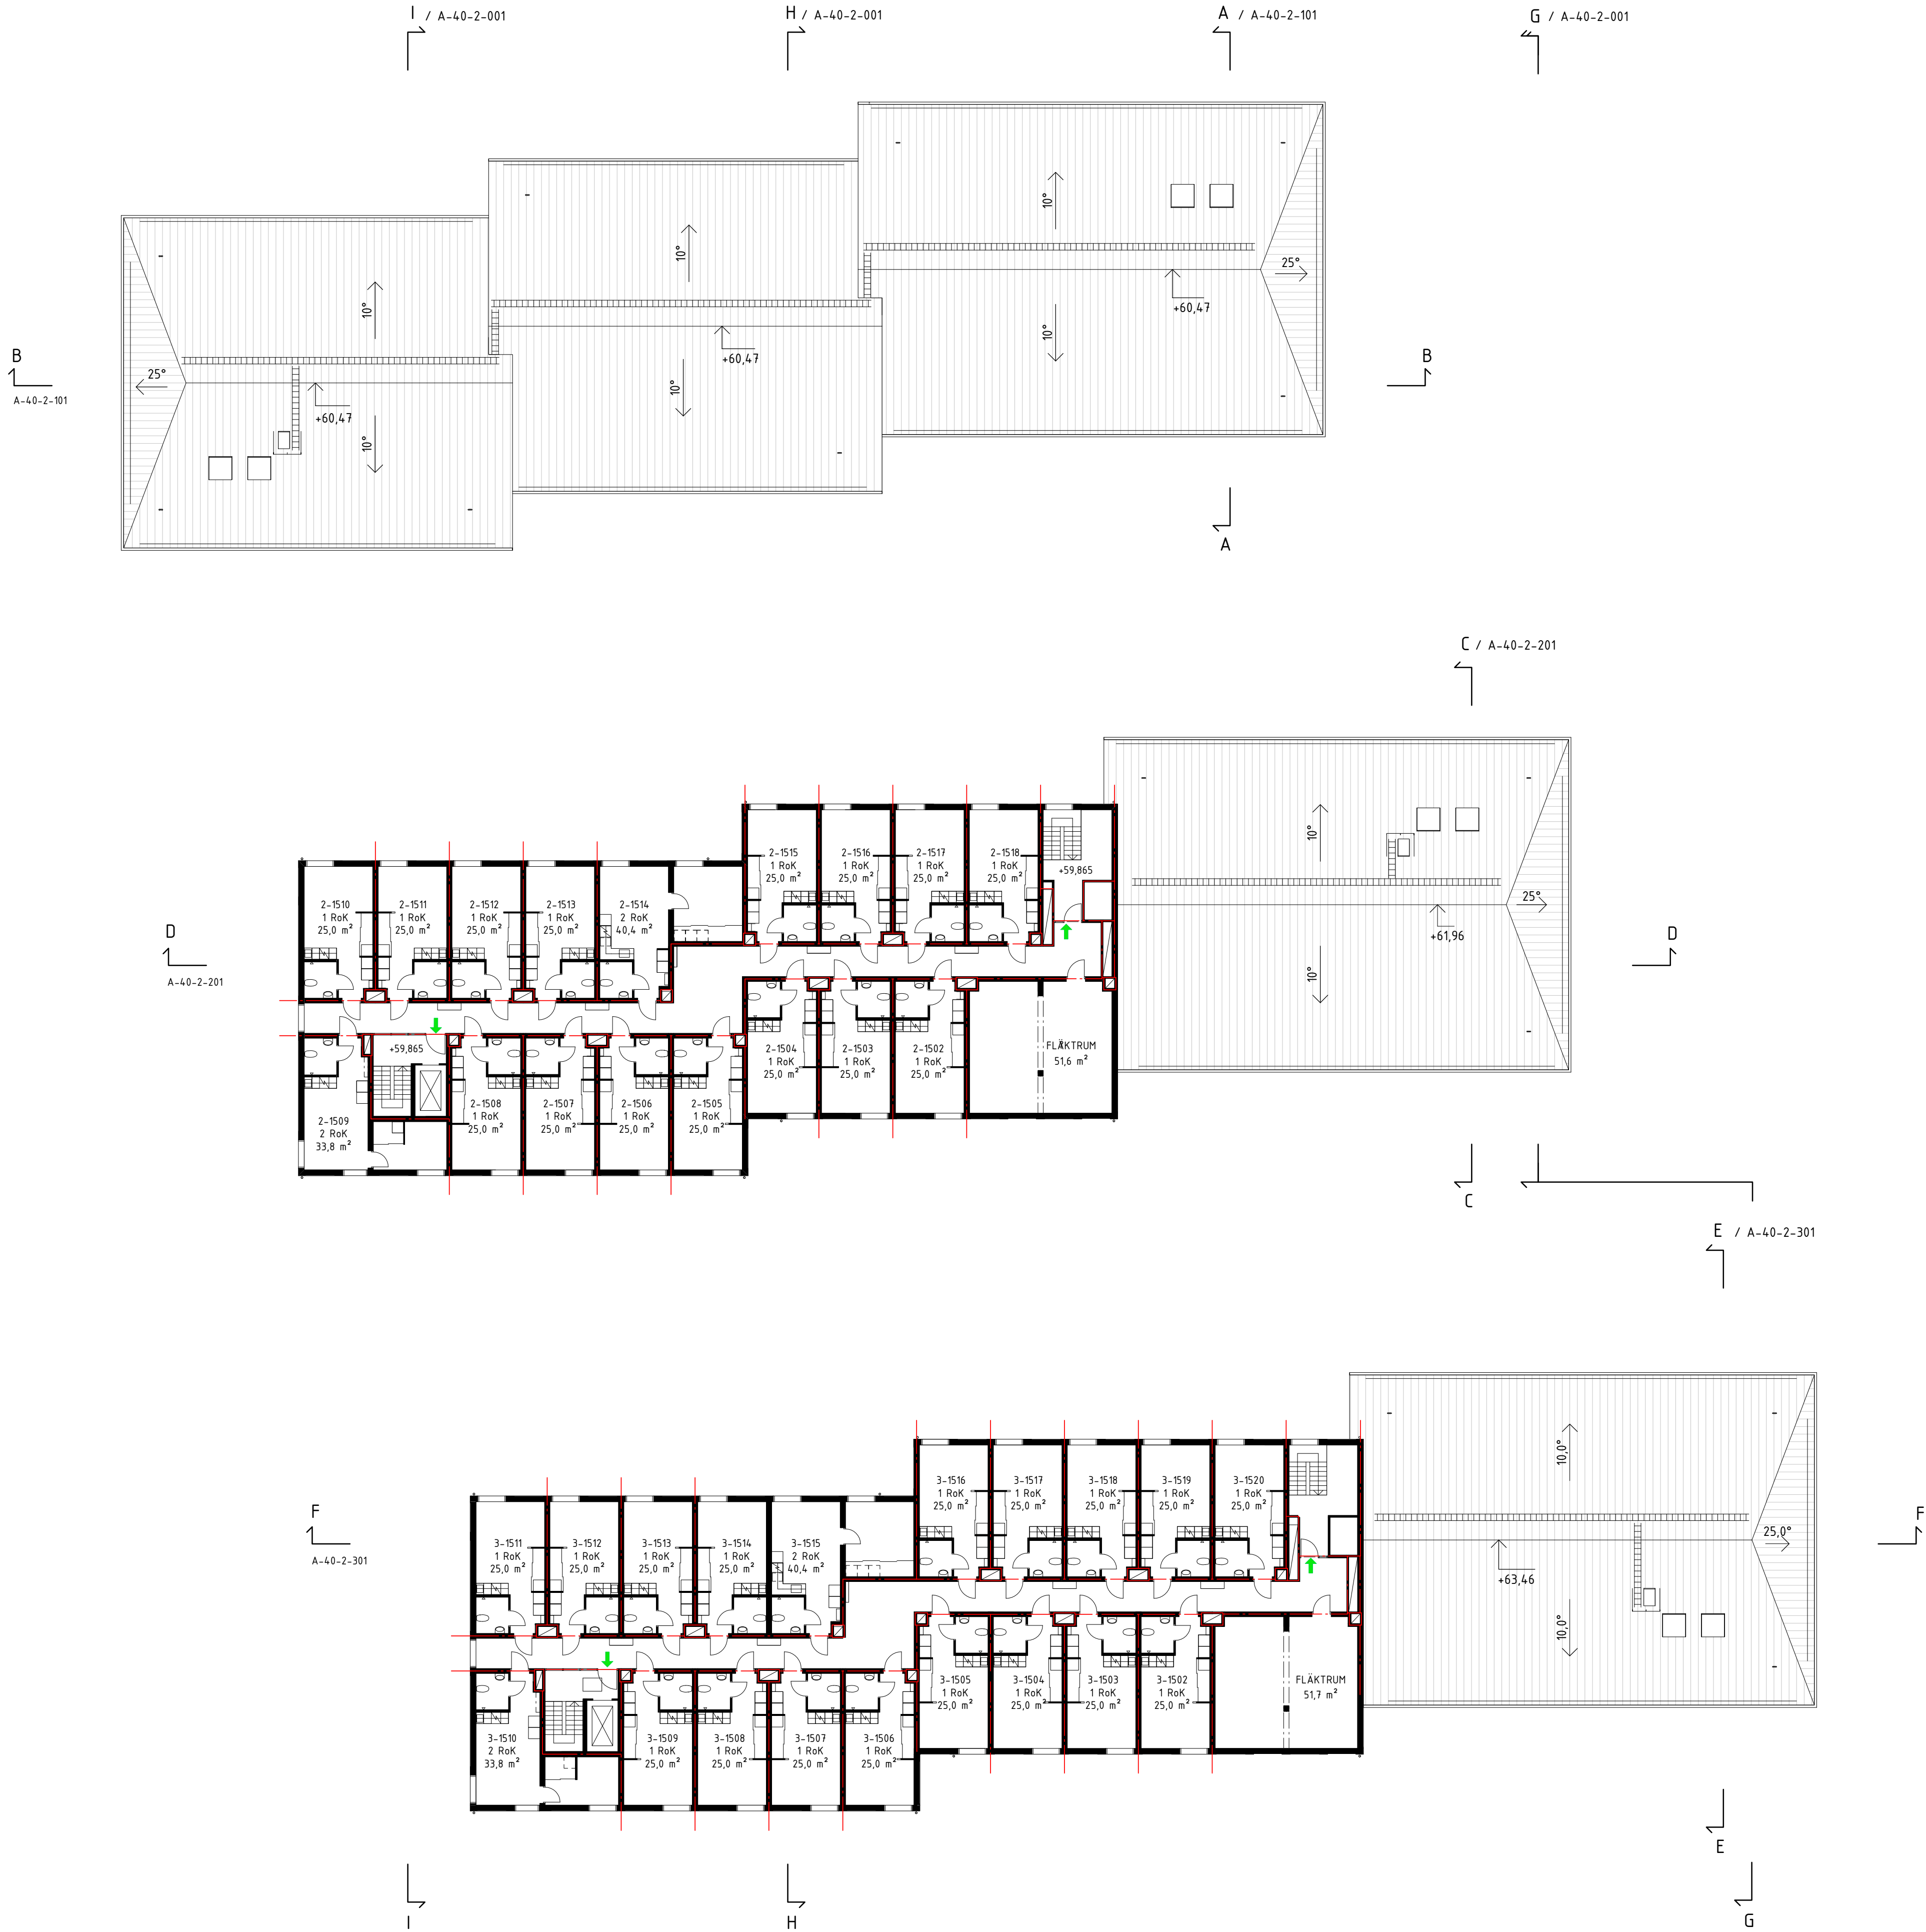 I / A-40-2-001
H / A-40-2-001
A / A-40-2-101
G / A-40-2-001
10°
10°
10°
25°
+60,47
10°
+60,47
10°
25°
+60,47
10°
B
A-40-2-101
B
A
C / A-40-2-201
2-1515
1 RoK
25,0 m²
2-1516
1 RoK
25,0 m²
2-1517
1 RoK
25,0 m²
2-1518
1 RoK
25,0 m²
+59,865
10°
25°
+61,96
10°
D
A-40-2-201
D
2-1510
1 RoK
25,0 m²
2-1511
1 RoK
25,0 m²
2-1512
1 RoK
25,0 m²
2-1513
1 RoK
25,0 m²
2-1514
2 RoK
40,4 m²
+59,865
2-1504
1 RoK
25,0 m²
2-1503
1 RoK
25,0 m²
2-1502
1 RoK
25,0 m²
FLÄKTRUM
51,6 m²
2-1509
2 RoK
33,8 m²
2-1508
1 RoK
25,0 m²
2-1507
1 RoK
25,0 m²
2-1506
1 RoK
25,0 m²
2-1505
1 RoK
25,0 m²
C
E / A-40-2-301
3-1516
1 RoK
25,0 m²
3-1517
1 RoK
25,0 m²
3-1518
1 RoK
25,0 m²
3-1519
1 RoK
25,0 m²
3-1520
1 RoK
25,0 m²
10,0°
25,0°
+63,46
10,0°
F
A-40-2-301
F
3-1511
1 RoK
25,0 m²
3-1512
1 RoK
25,0 m²
3-1513
1 RoK
25,0 m²
3-1514
1 RoK
25,0 m²
3-1515
2 RoK
40,4 m²
3-1505
1 RoK
25,0 m²
3-1504
1 RoK
25,0 m²
3-1503
1 RoK
25,0 m²
3-1502
1 RoK
25,0 m²
FLÄKTRUM
51,7 m²
3-1510
2 RoK
33,8 m²
3-1509
1 RoK
25,0 m²
3-1508
1 RoK
25,0 m²
3-1507
1 RoK
25,0 m²
3-1506
1 RoK
25,0 m²
E
I
H
G